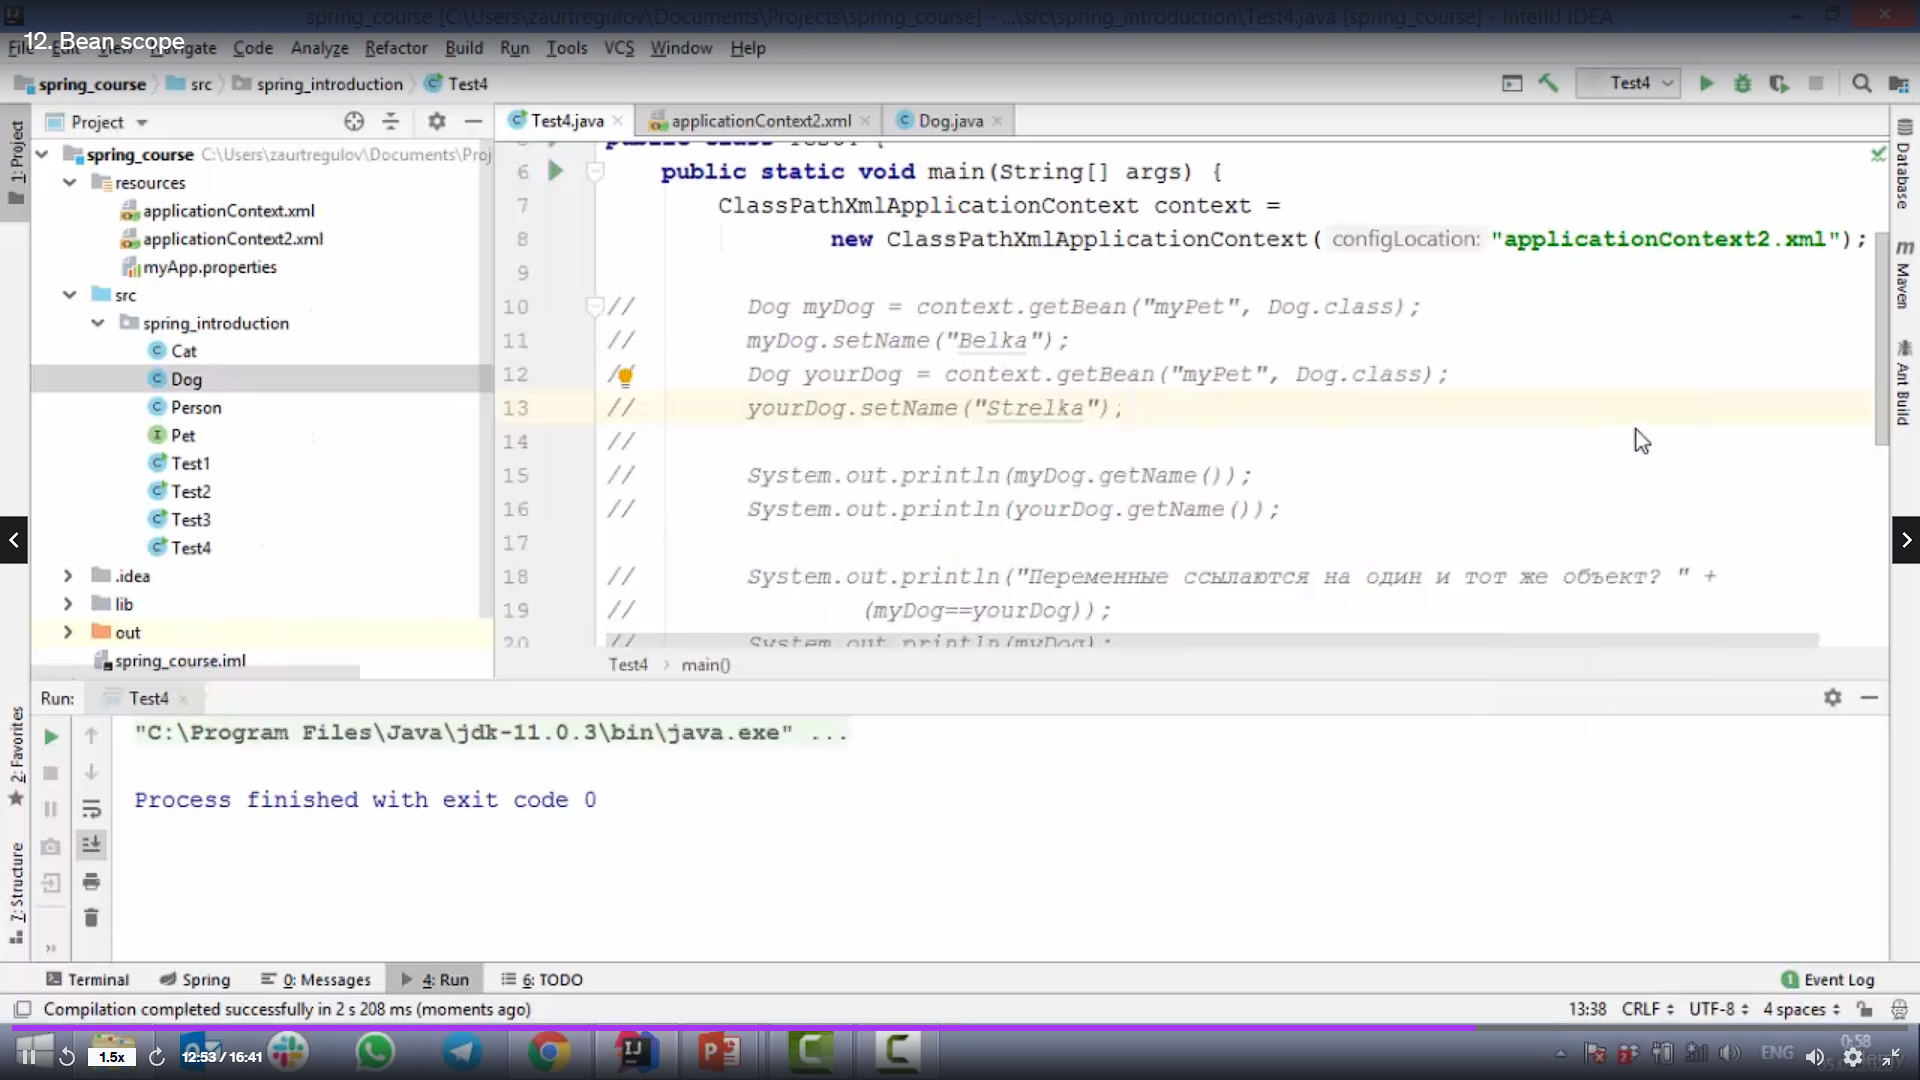 spring_course [C:\Users\zaurtregulov\Documents\Projects\spring_course] - ...\src\spring_introduction\Test4.java [spring_course] - IntelliJ IDEA
12. Bean scope
File Edit View Navigate Code Analyze Refactor Build Run Tools VCS Window Help
spring_course src spring_introduction Test4
Test4
1: Project
Project
Test4.java
applicationContext2.xml
Dog.java
spring_course C:\Users\zaurtregulov\Documents\Proj
resources
applicationContext.xml
applicationContext2.xml
myApp.properties
src
spring_introduction
Cat
Dog
Person
Pet
Test1
Test2
Test3
Test4
.idea
lib
out
spring_course.iml
6 public static void main(String[] args) {
7 ClassPathXmlApplicationContext context =
8 new ClassPathXmlApplicationContext( configLocation: "applicationContext2.xml");
9
10 // Dog myDog = context.getBean("myPet", Dog.class);
11 // myDog.setName("Belka");
12 // Dog yourDog = context.getBean("myPet", Dog.class);
13 // yourDog.setName("Strelka");
14 //
15 // System.out.println(myDog.getName());
16 // System.out.println(yourDog.getName());
17
18 // System.out.println("Переменные ссылаются на один и тот же объект? " +
19 // (myDog==yourDog));
20 // System.out.println(myDog);
Test4 main()
Database
m Maven
Ant Build
Run: Test4
"C:\Program Files\Java\jdk-11.0.3\bin\java.exe" ...
Process finished with exit code 0
2: Favorites
7: Structure
Terminal Spring 0: Messages 4: Run 6: TODO
1 Event Log
Compilation completed successfully in 2 s 208 ms (moments ago)
13:38 CRLF UTF-8 4 spaces
1.5x 12:53 / 16:41
ENG
0:58